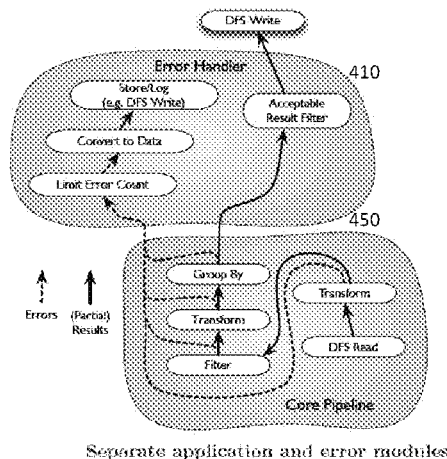 DFS Write
Error Handler
410
Store/Log
(e.g. DFS Write)
Acceptable
Result Filter
Convert to Data
Limit Error Count
450
Group By
Transform
Transform
Errors
(Partial)
Results
Filter
DFS Read
Core Pipeline
Separate application and error modules